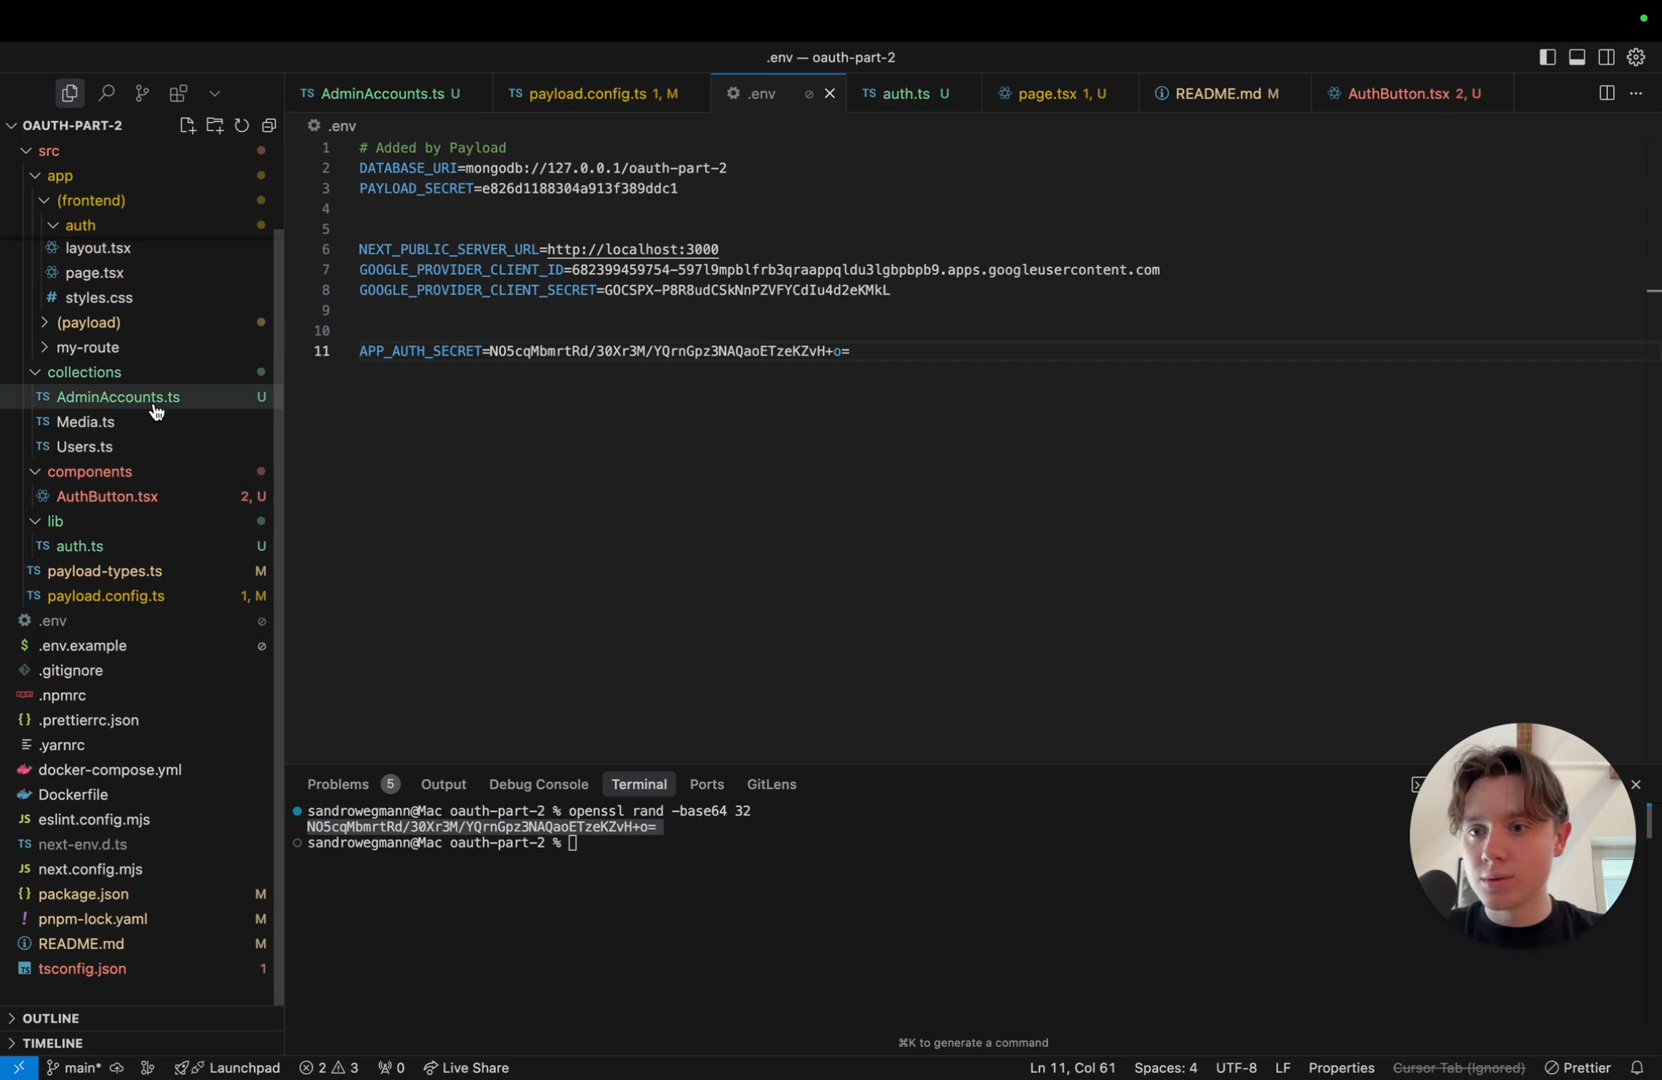 .env — oauth-part-2
AdminAccounts.ts U
payload.config.ts 1, M
.env
auth.ts U
page.tsx 1, U
README.md M
AuthButton.tsx 2, U
OAUTH-PART-2
src
app
(frontend)
auth
layout.tsx
page.tsx
styles.css
(payload)
my-route
collections
AdminAccounts.ts U
Media.ts
Users.ts
components
AuthButton.tsx 2, U
lib
auth.ts U
payload-types.ts M
payload.config.ts 1, M
.env
.env.example
.gitignore
.npmrc
.prettierrc.json
.yarnrc
docker-compose.yml
Dockerfile
eslint.config.mjs
next-env.d.ts
next.config.mjs
package.json M
pnpm-lock.yaml M
README.md M
tsconfig.json 1
OUTLINE
TIMELINE
.env
1 # Added by Payload
2 DATABASE_URI=mongodb://127.0.0.1/oauth-part-2
3 PAYLOAD_SECRET=e826d1188304a913f389ddc1
4
5
6 NEXT_PUBLIC_SERVER_URL=http://localhost:3000
7 GOOGLE_PROVIDER_CLIENT_ID=682399459754-597l9mpblfrb3qraappqldu3lgbpbpb9.apps.googleusercontent.com
8 GOOGLE_PROVIDER_CLIENT_SECRET=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
9
10
11 APP_AUTH_SECRET=NO5cqMbmrtRd/30Xr3M/YQrnGpz3NAQaoETzeKZvH+o=
Problems 5 Output Debug Console Terminal Ports GitLens
sandrowegmann@Mac oauth-part-2 % openssl rand -base64 32
NO5cqMbmrtRd/30Xr3M/YQrnGpz3NAQaoETzeKZvH+o=
sandrowegmann@Mac oauth-part-2 %
⌘K to generate a command
main* Launchpad 2 3 0 Live Share Ln 11, Col 61 Spaces: 4 UTF-8 LF Properties Cursor Tab (Ignored) Prettier